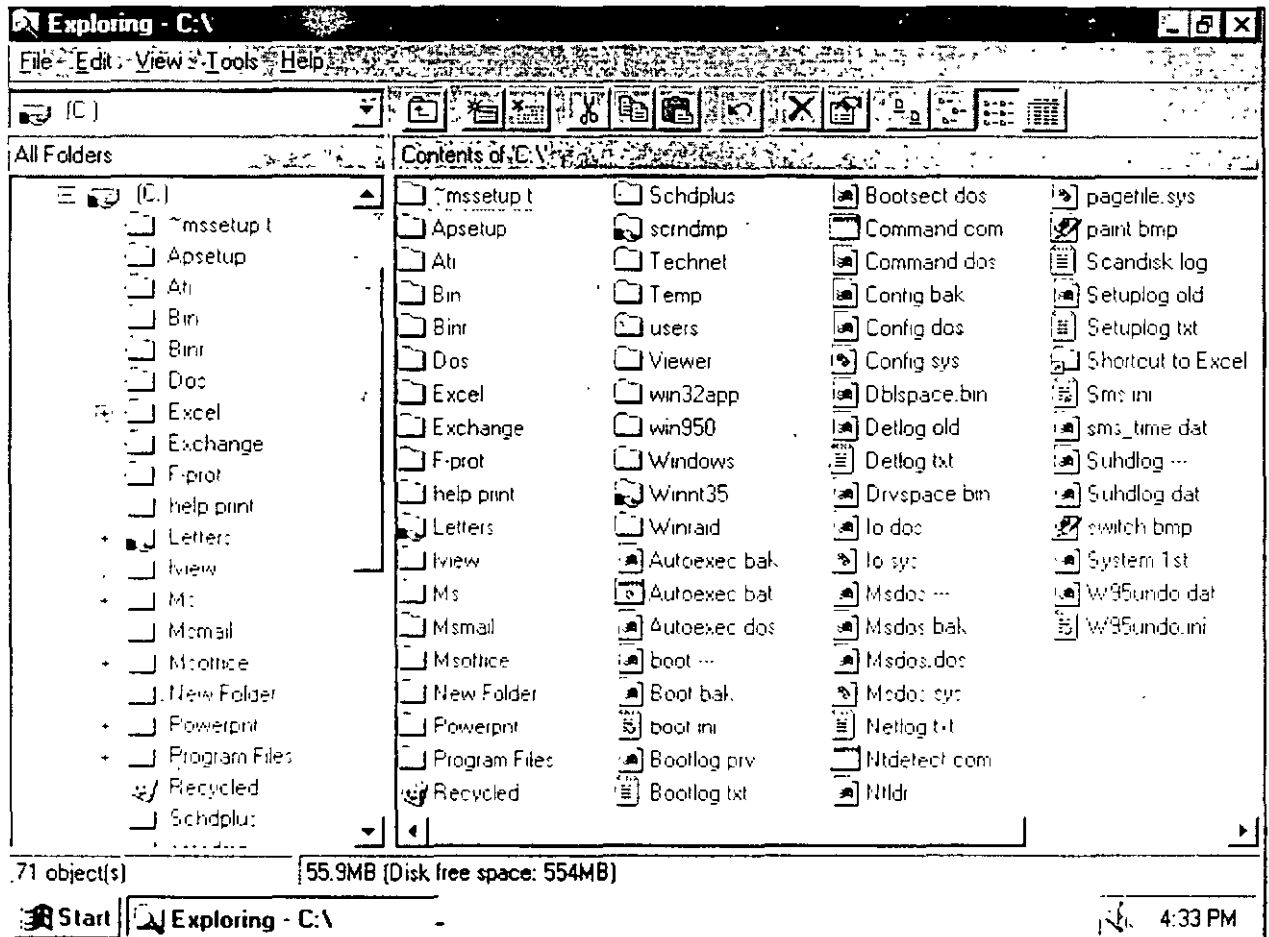 Exploring - C:\
File Edit View Tools Help
(C:)
All Folders
Contents of 'C:\'
(C:)
~mssetup t
Apsetup
Ati
Bin
Binr
Dos
Excel
Exchange
F-prot
help print
Letters
Iview
Ms
Msmail
Msoffice
New Folder
Powerpnt
Program Files
Recycled
Schdplus
~mssetup t
Apsetup
Ati
Bin
Binr
Dos
Excel
Exchange
F-prot
help print
Letters
Iview
Ms
Msmail
Msoffice
New Folder
Powerpnt
Program Files
Recycled
Schdplus
scrndmp
Technet
Temp
users
Viewer
win32app
win950
Windows
Winnt35
Winraid
Autoexec bak
Autoexec bat
Autoexec dos
boot ---
Boot bak
boot ini
Bootlog prv
Bootlog txt
Bootsect dos
Command com
Command dos
Config bak
Config dos
Config sys
Dblspace.bin
Detlog old
Detlog txt
Drvspace bin
Io dos
Io sys
Msdos ---
Msdos bak
Msdos.dos
Msdos sys
Netlog txt
Ntdetect com
Ntldr
pagefile.sys
paint bmp
Scandisk log
Setuplog old
Setuplog txt
Shortcut to Excel
Sms ini
sms_time dat
Suhdlog ---
Suhdlog dat
switch bmp
System 1st
W95undo dat
W95undo.ini
71 object(s)
55.9MB (Disk free space: 554MB)
Start
Exploring - C:\
4:33 PM